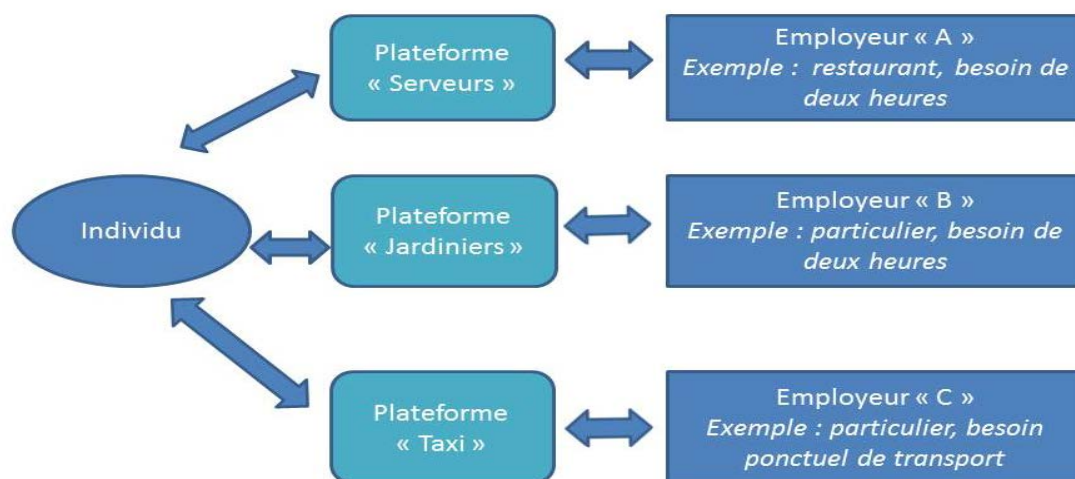 Individu
Plateforme
« Serveurs »
Employeur « A »
Exemple : restaurant, besoin de
deux heures
Plateforme
« Jardiniers »
Employeur « B »
Exemple : particulier, besoin de
deux heures
Plateforme
« Taxi »
Employeur « C »
Exemple : particulier, besoin
ponctuel de transport